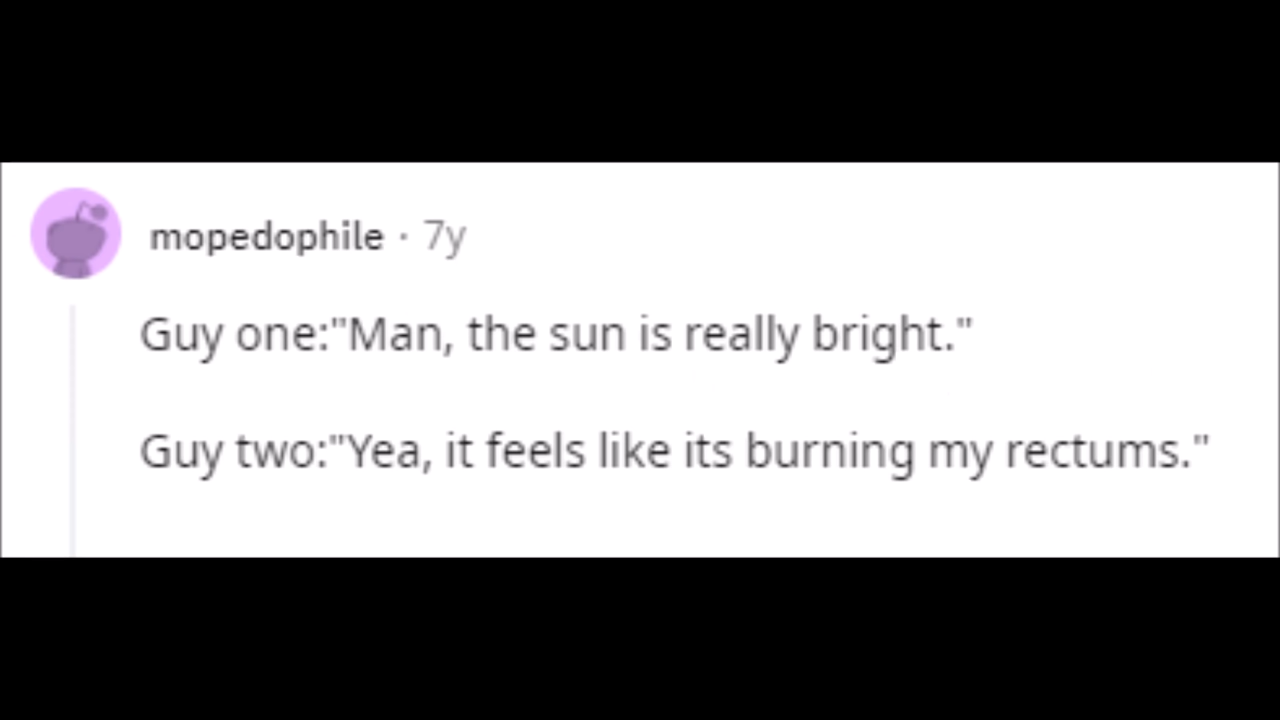 mopedophile · 7y
Guy one:"Man, the sun is really bright."
Guy two:"Yea, it feels like its burning my rectums."